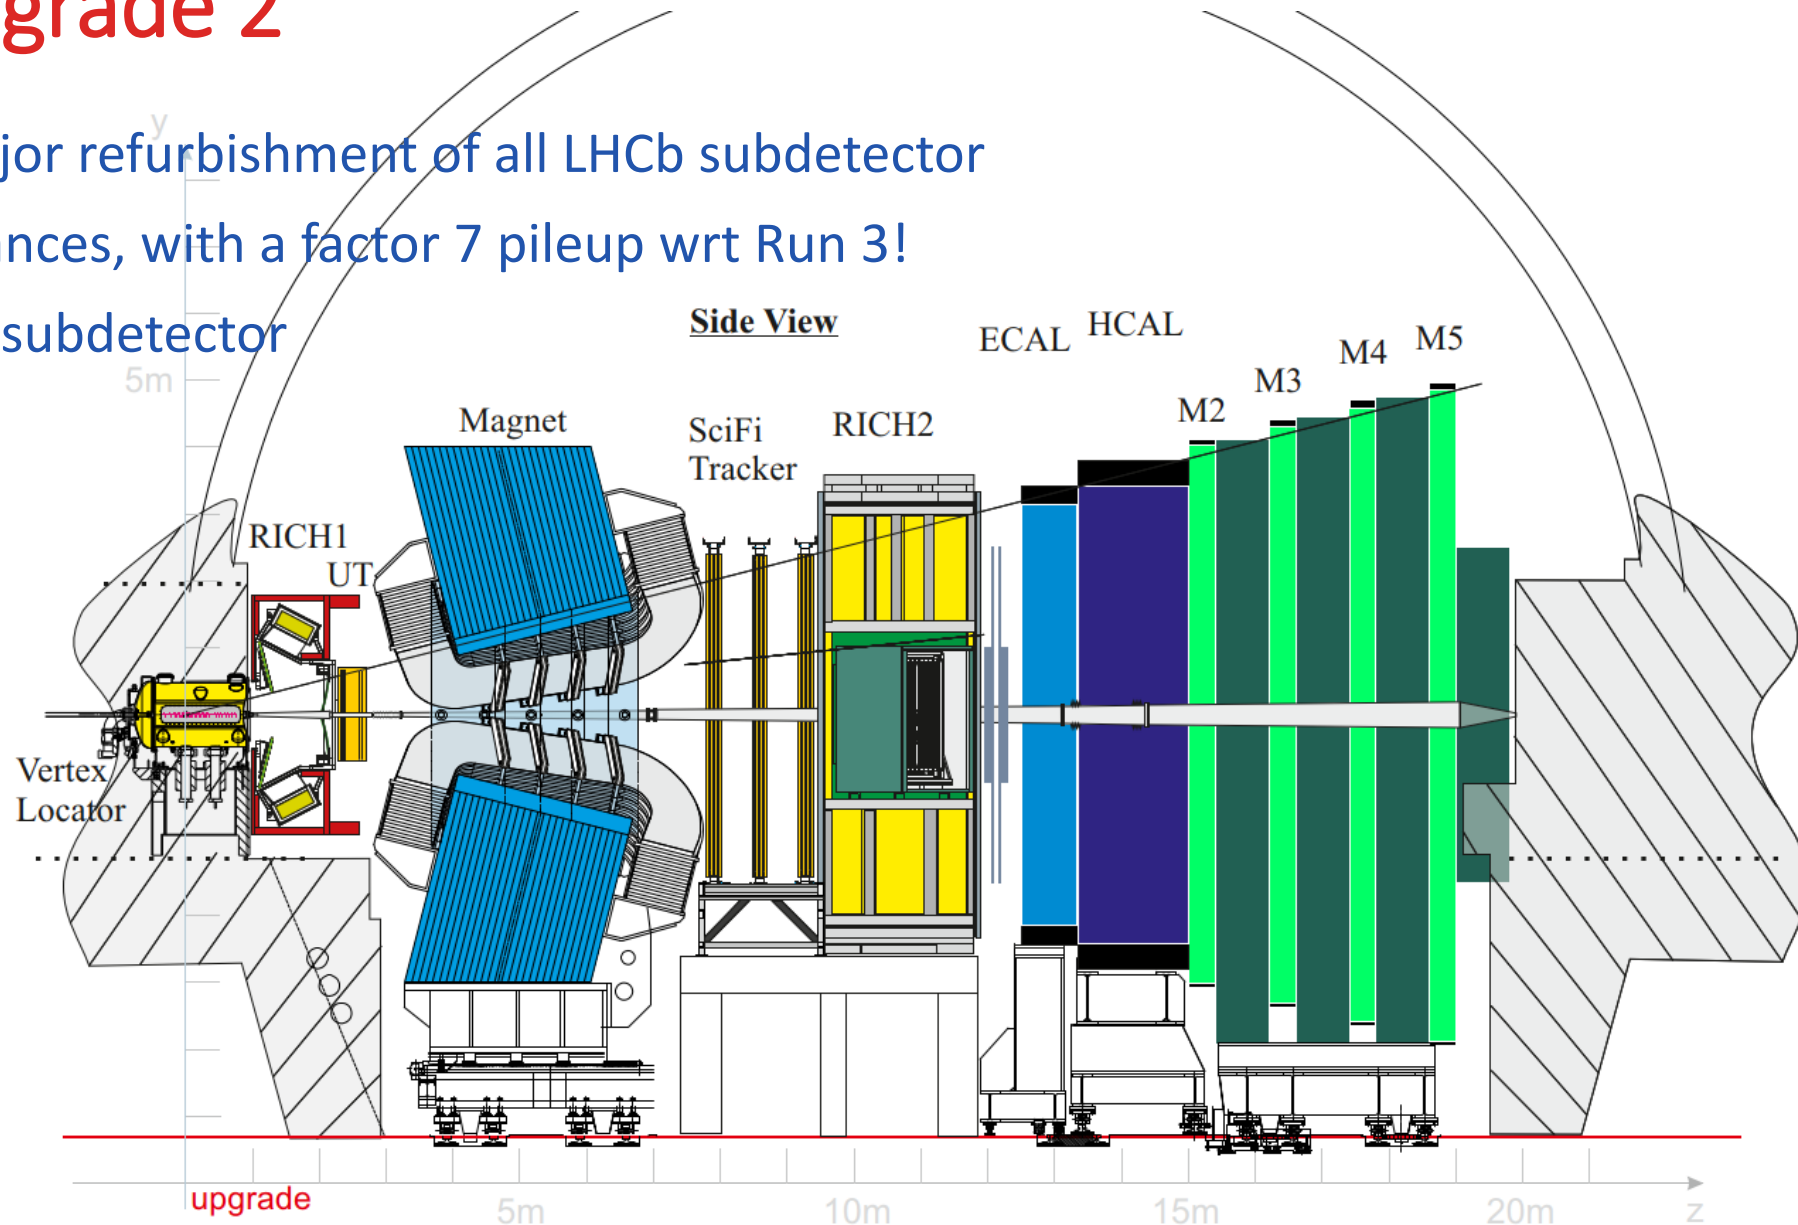 grade 2
y
jor refurbishment of all LHCb subdetector
ances, with a factor 7 pileup wrt Run 3!
subdetector
5m
Side View
ECAL
HCAL
M2
M3
M4
M5
Magnet
SciFi
Tracker
RICH2
RICH1
UT
Vertex
Locator
upgrade
5m
10m
15m
20m
z